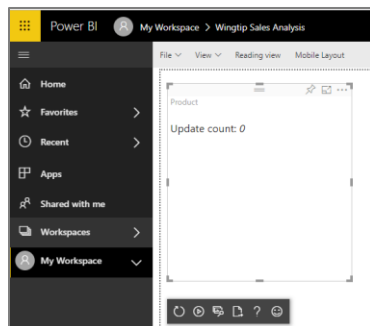 Power BI
My Workspace > Wingtip Sales Analysis
File View Reading view Mobile Layout
Home
Favorites
Recent
Apps
Shared with me
Workspaces
My Workspace
Product
Update count: 0
?